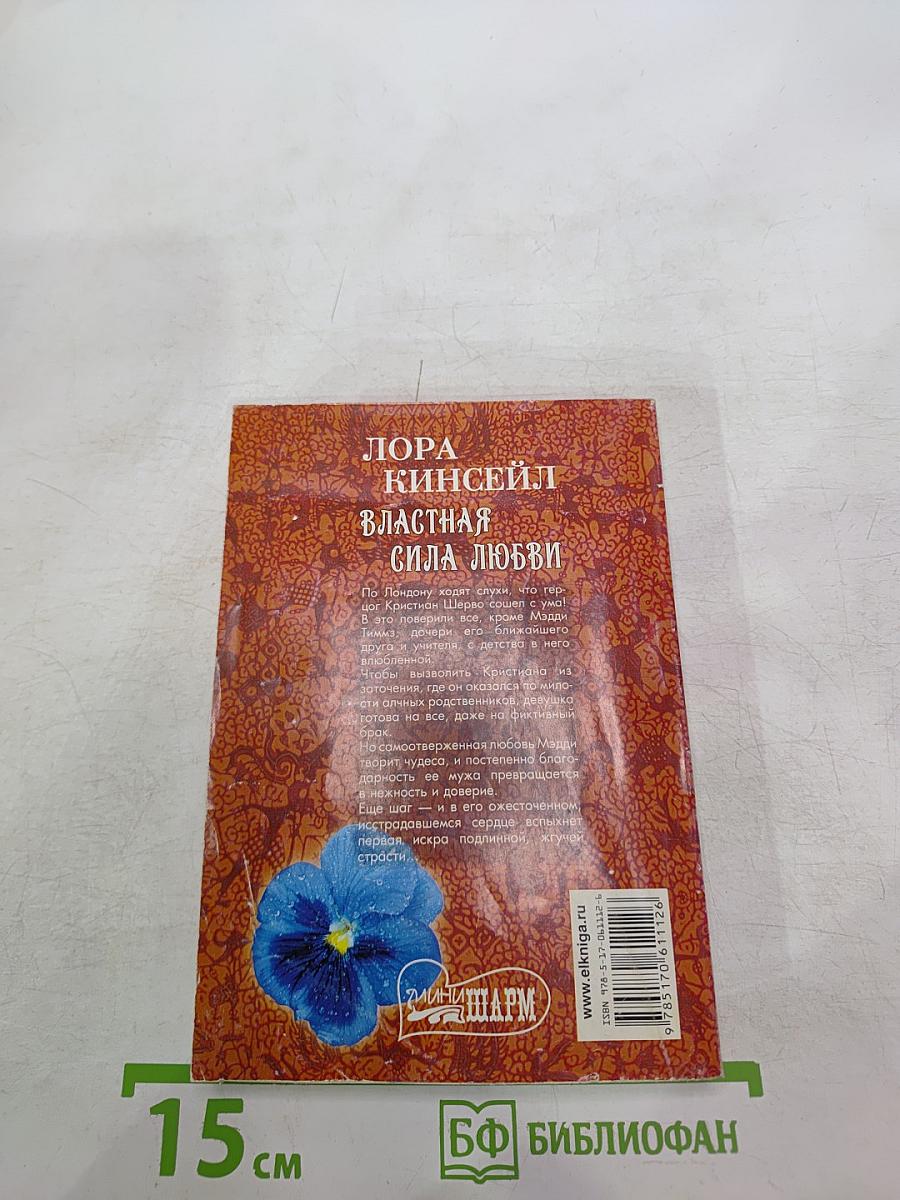 ЛОРА
КИНСЕЙЛ
ВЛАСТНАЯ
СИЛА ЛЮБВИ
По Лондону ходят слухи, что гер-
цог Кристиан Шерво сошел с ума!
В это поверили все, кроме Мэдди
Тиммз, дочери его ближайшего
друга и учителя, с детства в него
влюбленной.
Чтобы вызволить Кристиана из
заточения, где он оказался по мило-
сти алчных родственников, девушка
готова на все, даже на фиктивный
брак.
Но самоотверженная любовь Мэдди
творит чудеса, и постепенно благо-
дарность ее мужа превращается
в нежность и доверие.
Еще шаг — и в его ожесточенном,
исстрадавшемся сердце вспыхнет
первая искра подлинной, жгучей
страсти...
МИНИ
ШАРМ
www.elkniga.ru
ISBN 978-5-17-061112-6
9 785170 611126
15 см
БФ БИБЛИОФАН